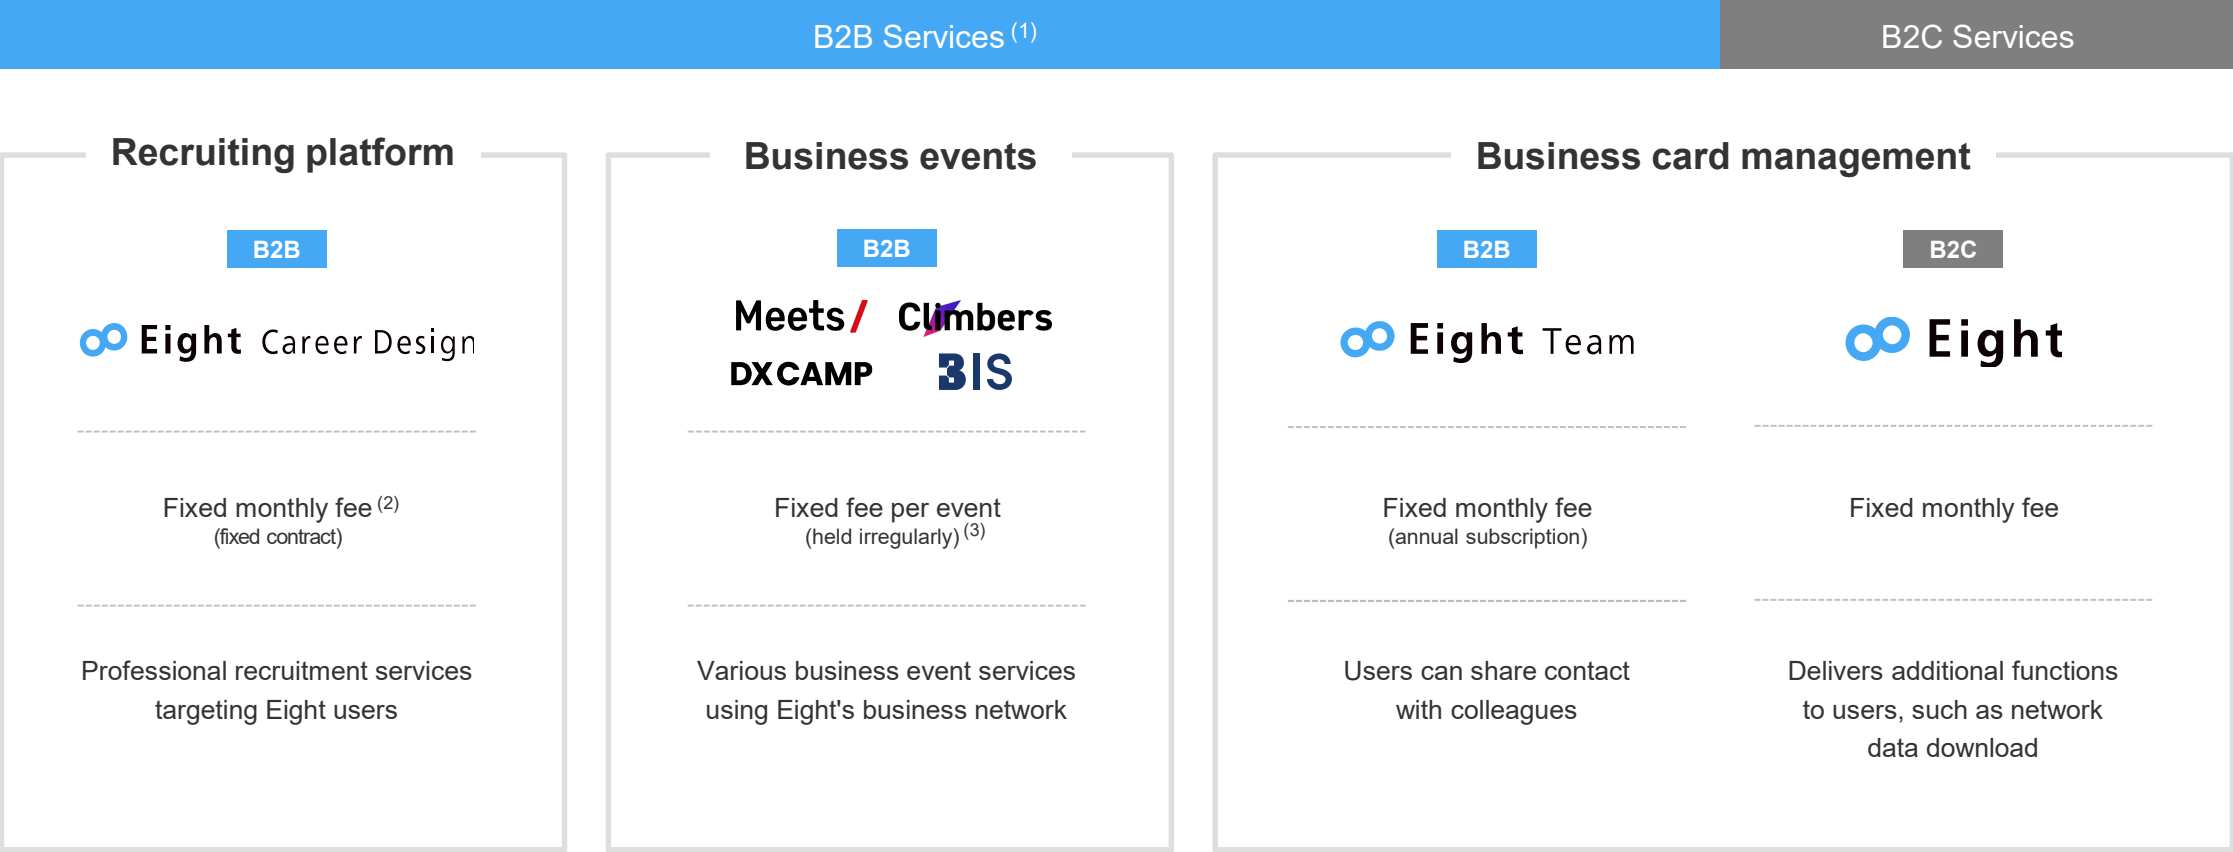 B2B Services (1)
B2C Services
Recruiting platform
B2B
Eight Career Design
Fixed monthly fee (2)
(fixed contract)
Professional recruitment services
targeting Eight users
Business events
B2B
Meets/ Climbers
DX CAMP BIS
Fixed fee per event
(held irregularly) (3)
Various business event services
using Eight's business network
Business card management
B2B
Eight Team
Fixed monthly fee
(annual subscription)
Users can share contact
with colleagues
B2C
Eight
Fixed monthly fee
Delivers additional functions
to users, such as network
data download